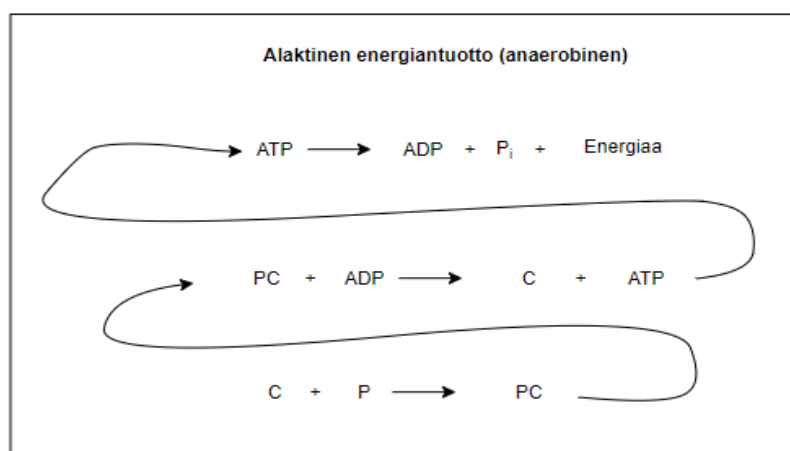 Alaktinen energiantuotto (anaerobinen)
ATP ADP + Pi + Energiaa
PC + ADP C + ATP
C + P PC